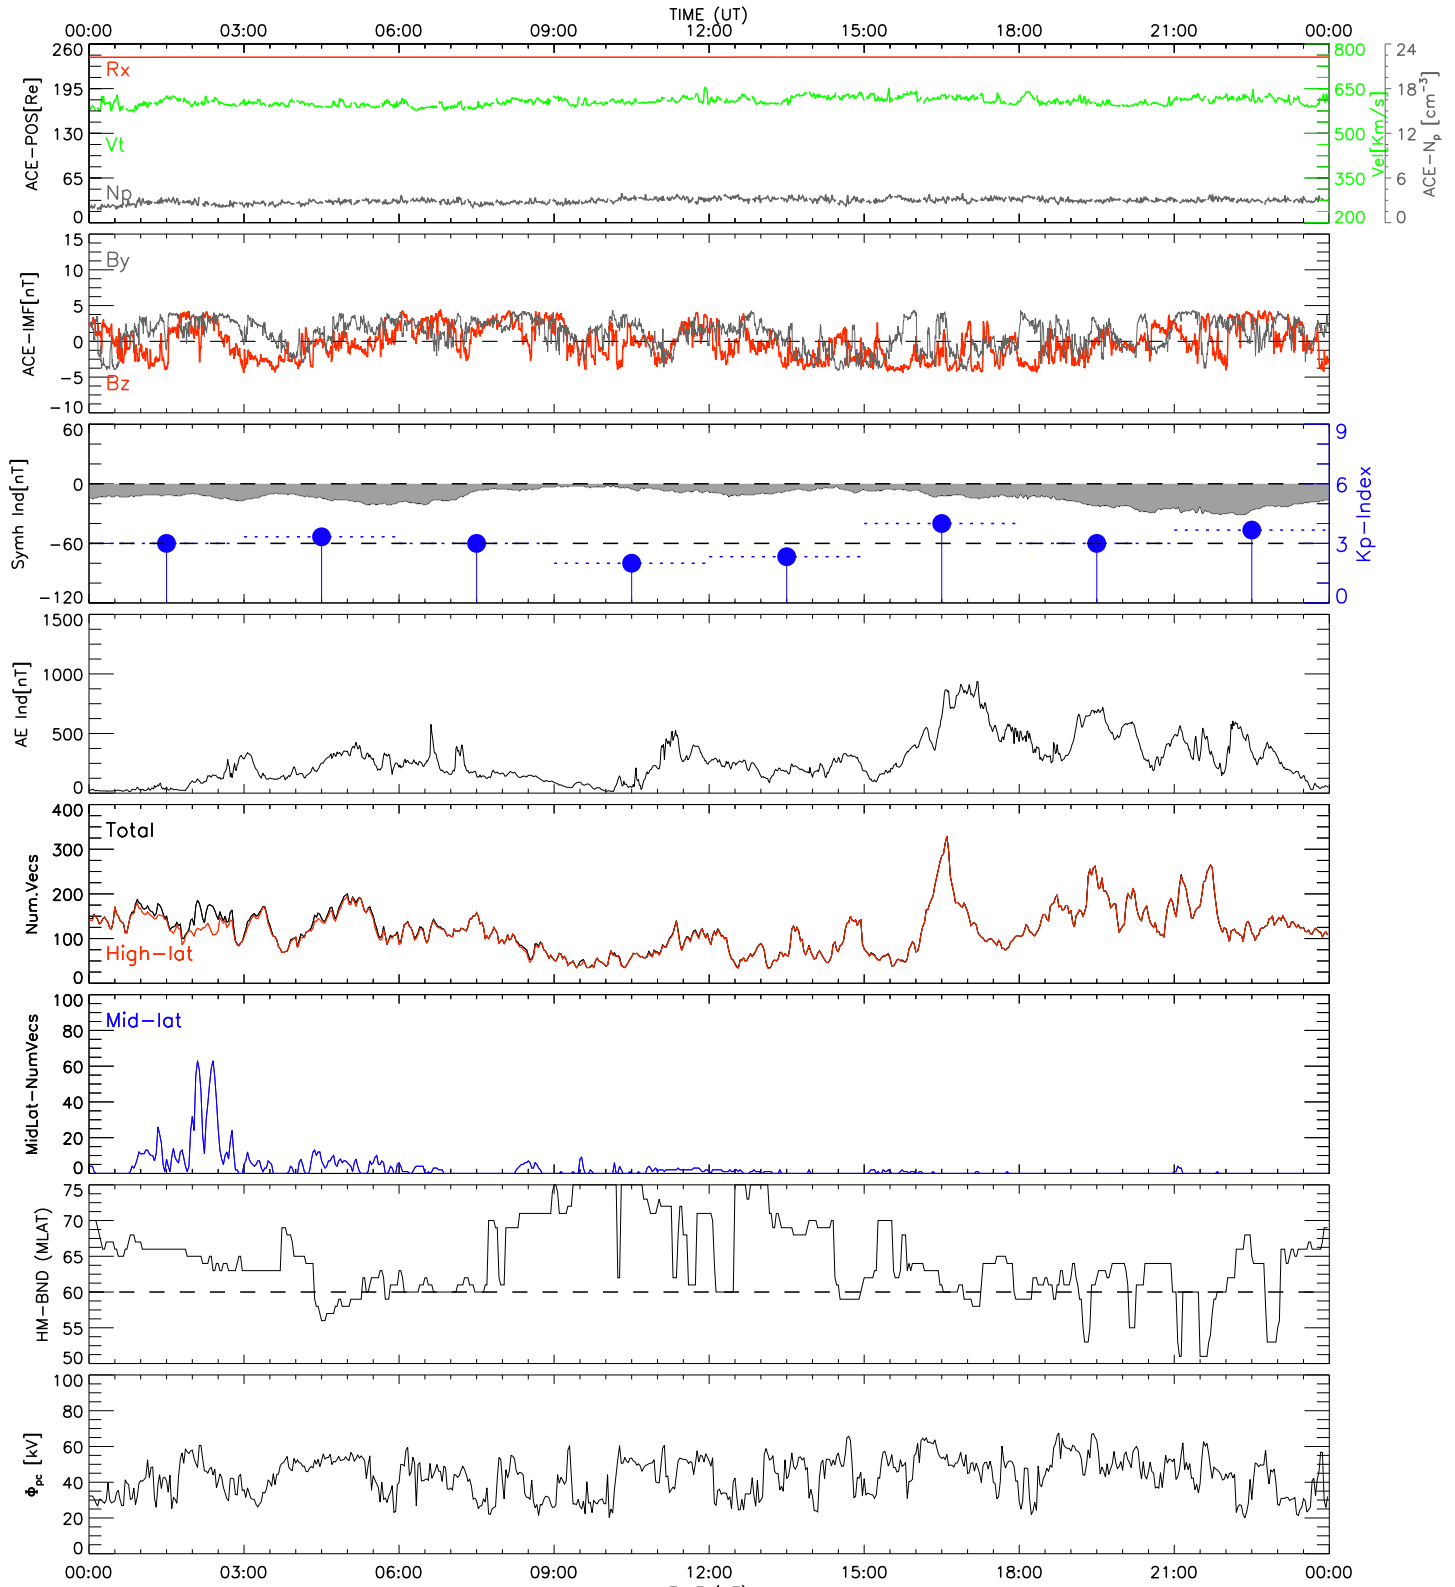 TIME (UT)
00:00 03:00 06:00 09:00 12:00 15:00 18:00 21:00 00:00
ACE-POS[Re]
260
195
130
65
0
Rx
Vt
Np
800
650
500
350
200
Vel[Km/s]
24
18
12
6
0
ACE-Np [cm-3]
ACE-IMF[nT]
15
10
5
0
-5
-10
By
Bz
Symh Ind[nT]
60
0
-60
-120
9
6
3
0
Kp-Index
AE Ind[nT]
1500
1000
500
0
Num.Vecs
400
300
200
100
0
Total
High-lat
MidLat-NumVecs
100
80
60
40
20
0
Mid-lat
HM-BND (MLAT)
75
70
65
60
55
50
Φpc [kV]
100
80
60
40
20
0
00:00 03:00 06:00 09:00 12:00 15:00 18:00 21:00 00:00